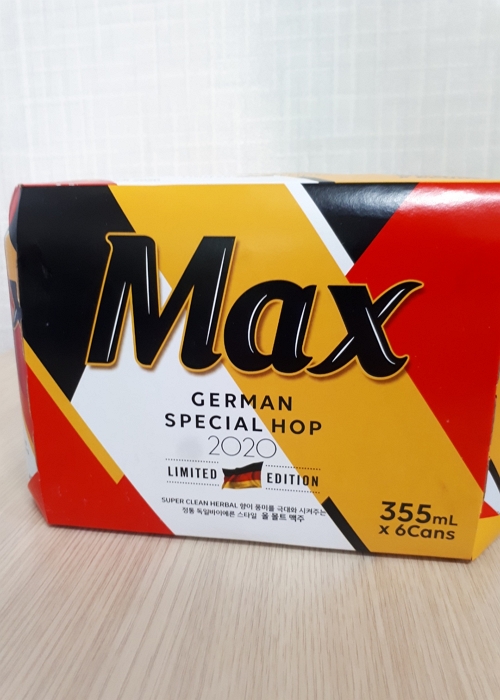 Max
GERMAN
SPECIAL HOP
2020
LIMITED EDITION
SUPER CLEAN HERBAL 향이 풍미를 극대화 시켜주는
정통 독일바이에른 스타일 올 몰트 맥주
355mL
x 6Cans